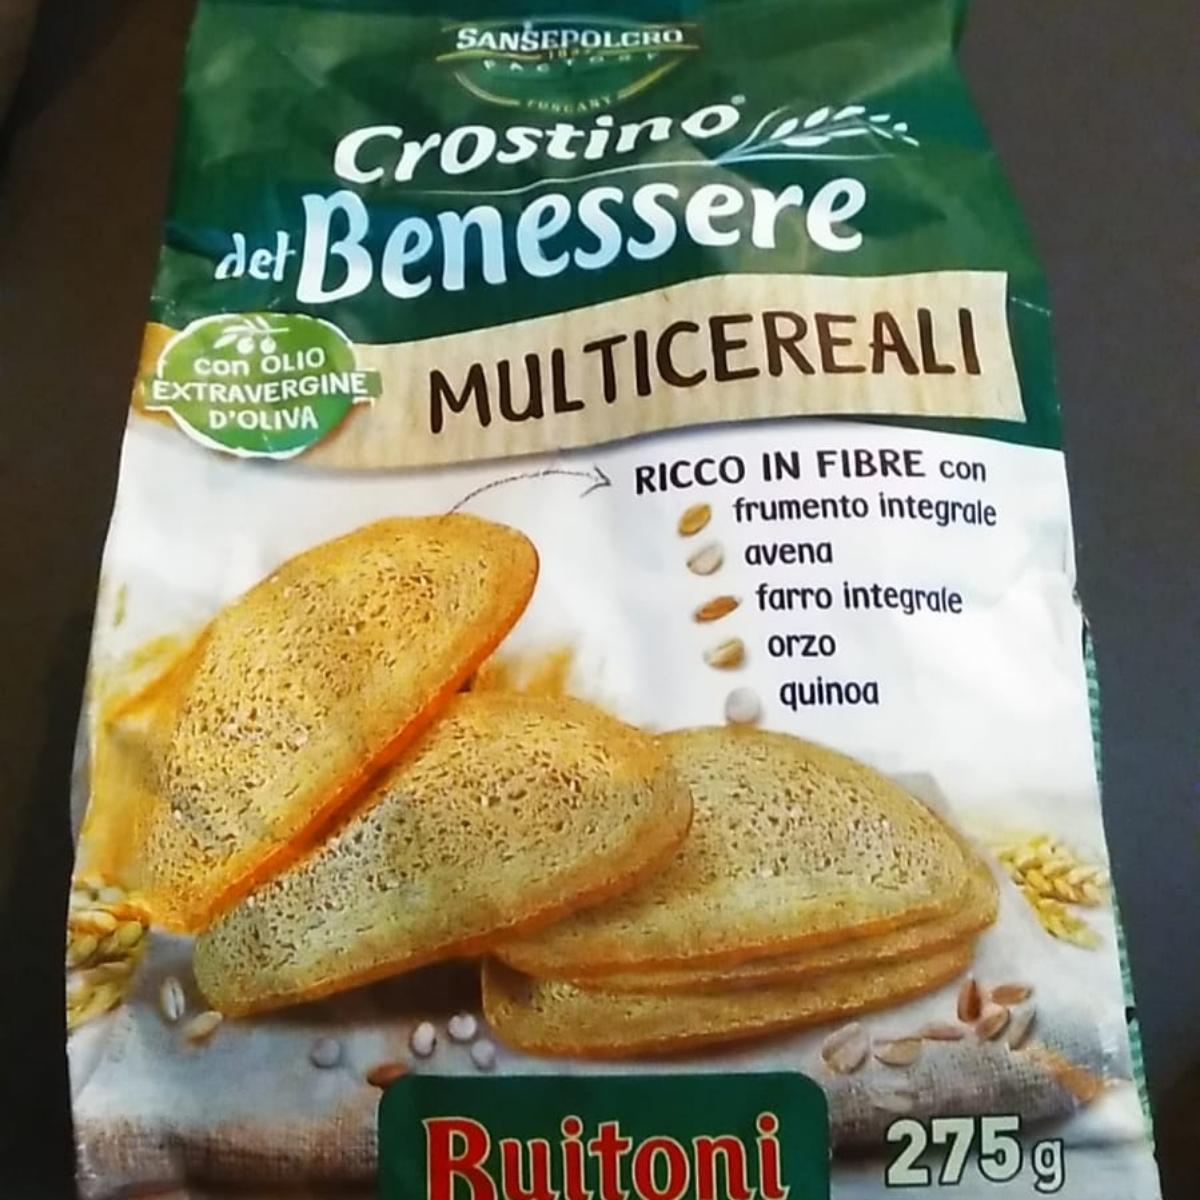 SANSEPOLCRO
FACTORY
TUSCANY
Crostino®
del Benessere
MULTICEREALI
con OLIO
EXTRAVERGINE
D'OLIVA
RICCO IN FIBRE con
frumento integrale
avena
farro integrale
orzo
quinoa
Buitoni
275g